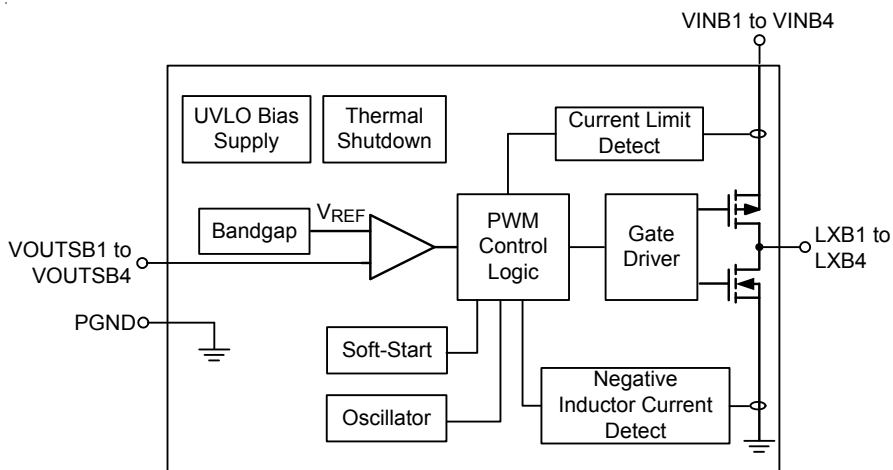 VINB1 to VINB4
UVLO Bias
Supply
Thermal
Shutdown
Current Limit
Detect
Bandgap
VREF
PWM
Control
Logic
Gate
Driver
LXB1 to
LXB4
VOUTSB1 to
VOUTSB4
PGND
Soft-Start
Oscillator
Negative
Inductor Current
Detect